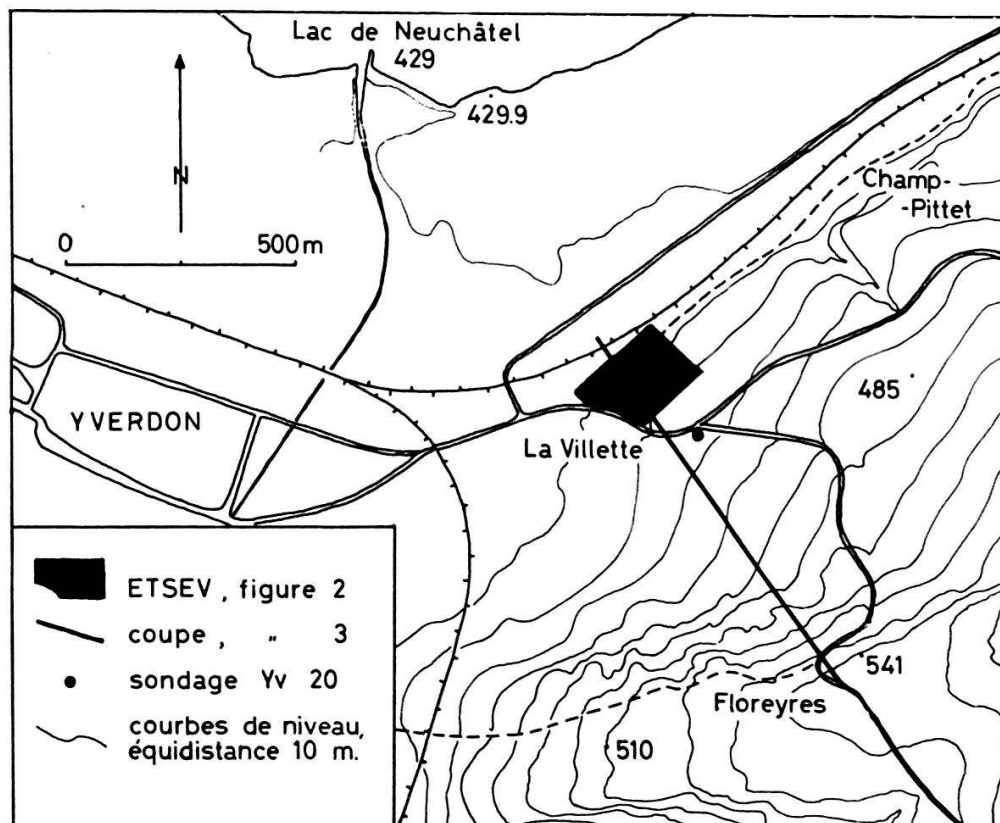 Lac de Neuchâtel
429
429.9
N
0 500m
Champ-
-Pittet
485
YVERDON
La Villette
541
Floreyres
510
ETSEV, figure 2
coupe, " 3
sondage Yv 20
courbes de niveau,
équidistance 10 m.